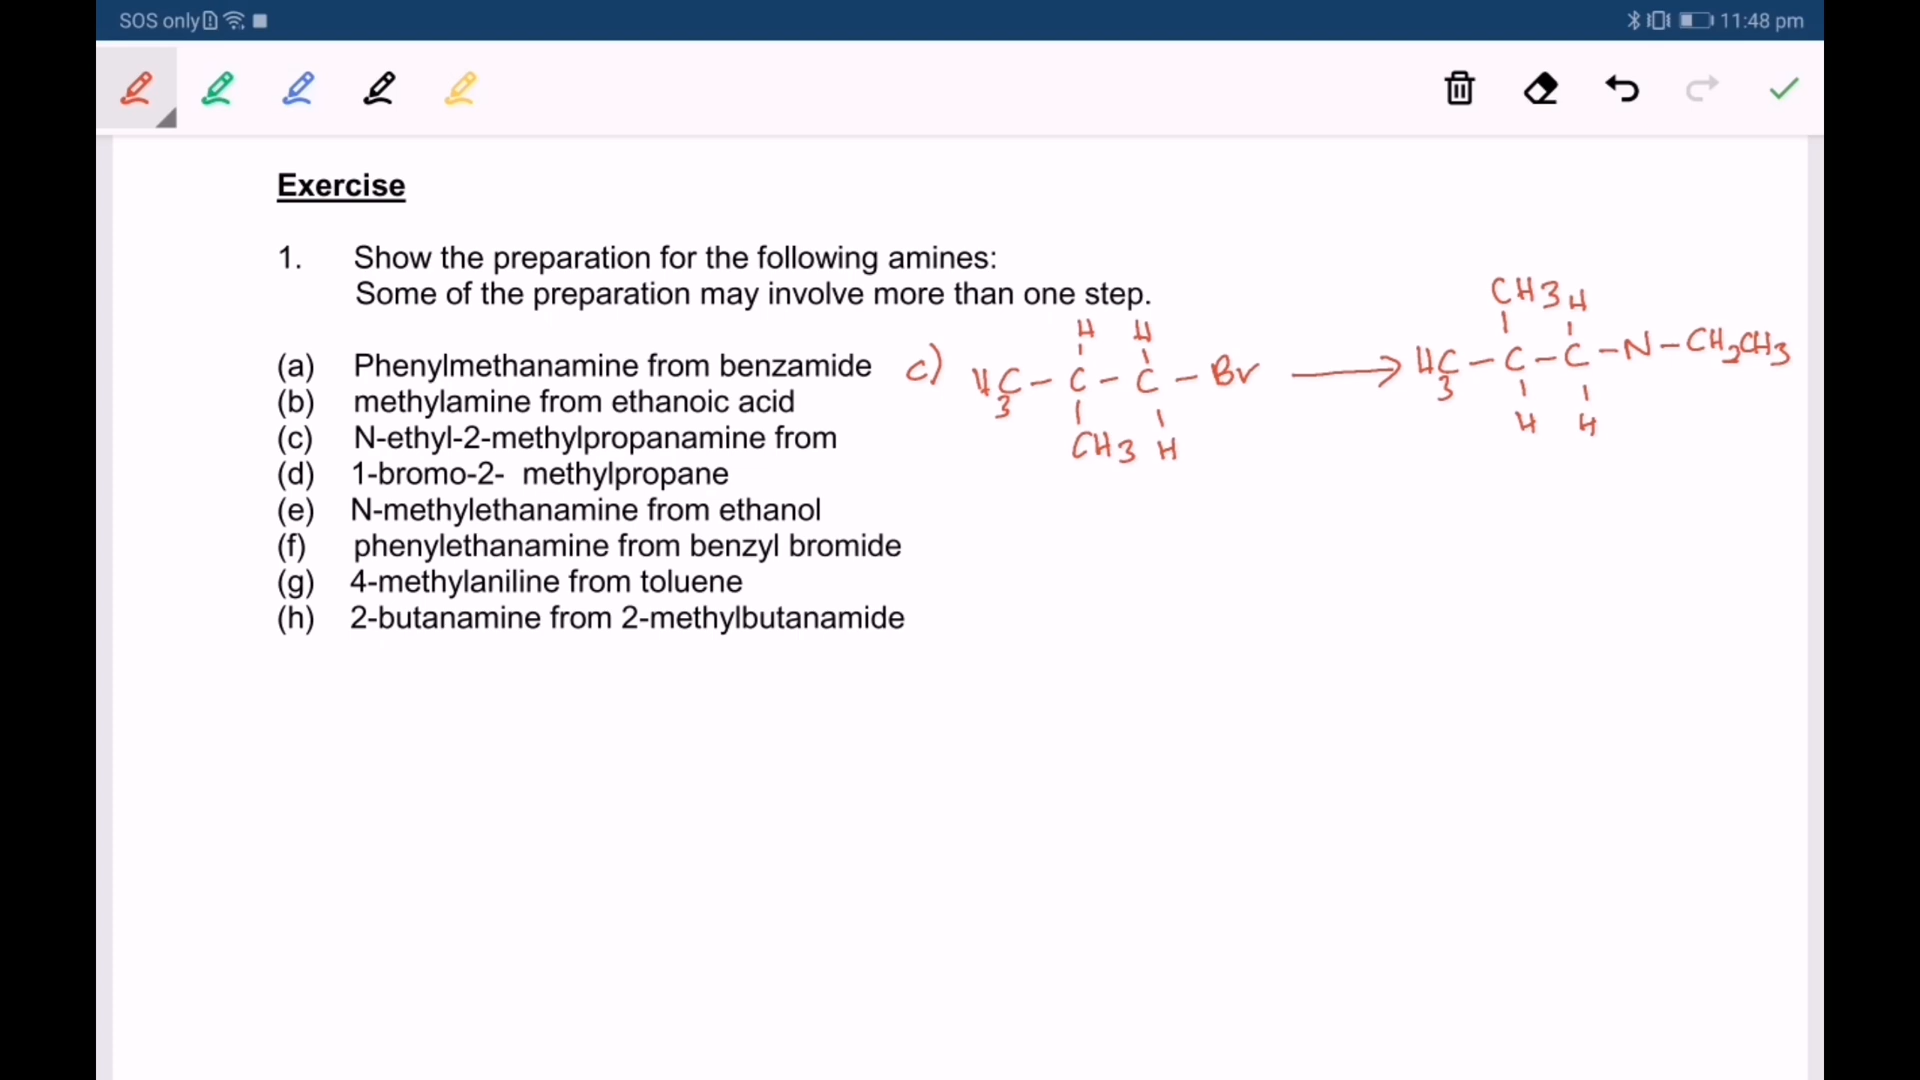 SOS only 11:48 pm
Exercise
1. Show the preparation for the following amines:
Some of the preparation may involve more than one step.
(a) Phenylmethanamine from benzamide
(b) methylamine from ethanoic acid
(c) N-ethyl-2-methylpropanamine from
(d) 1-bromo-2- methylpropane
(e) N-methylethanamine from ethanol
(f) phenylethanamine from benzyl bromide
(g) 4-methylaniline from toluene
(h) 2-butanamine from 2-methylbutanamide
H H
c) H3C - C - C - Br
CH3 H
CH3 H
H3C - C - C - N - CH2CH3
H H